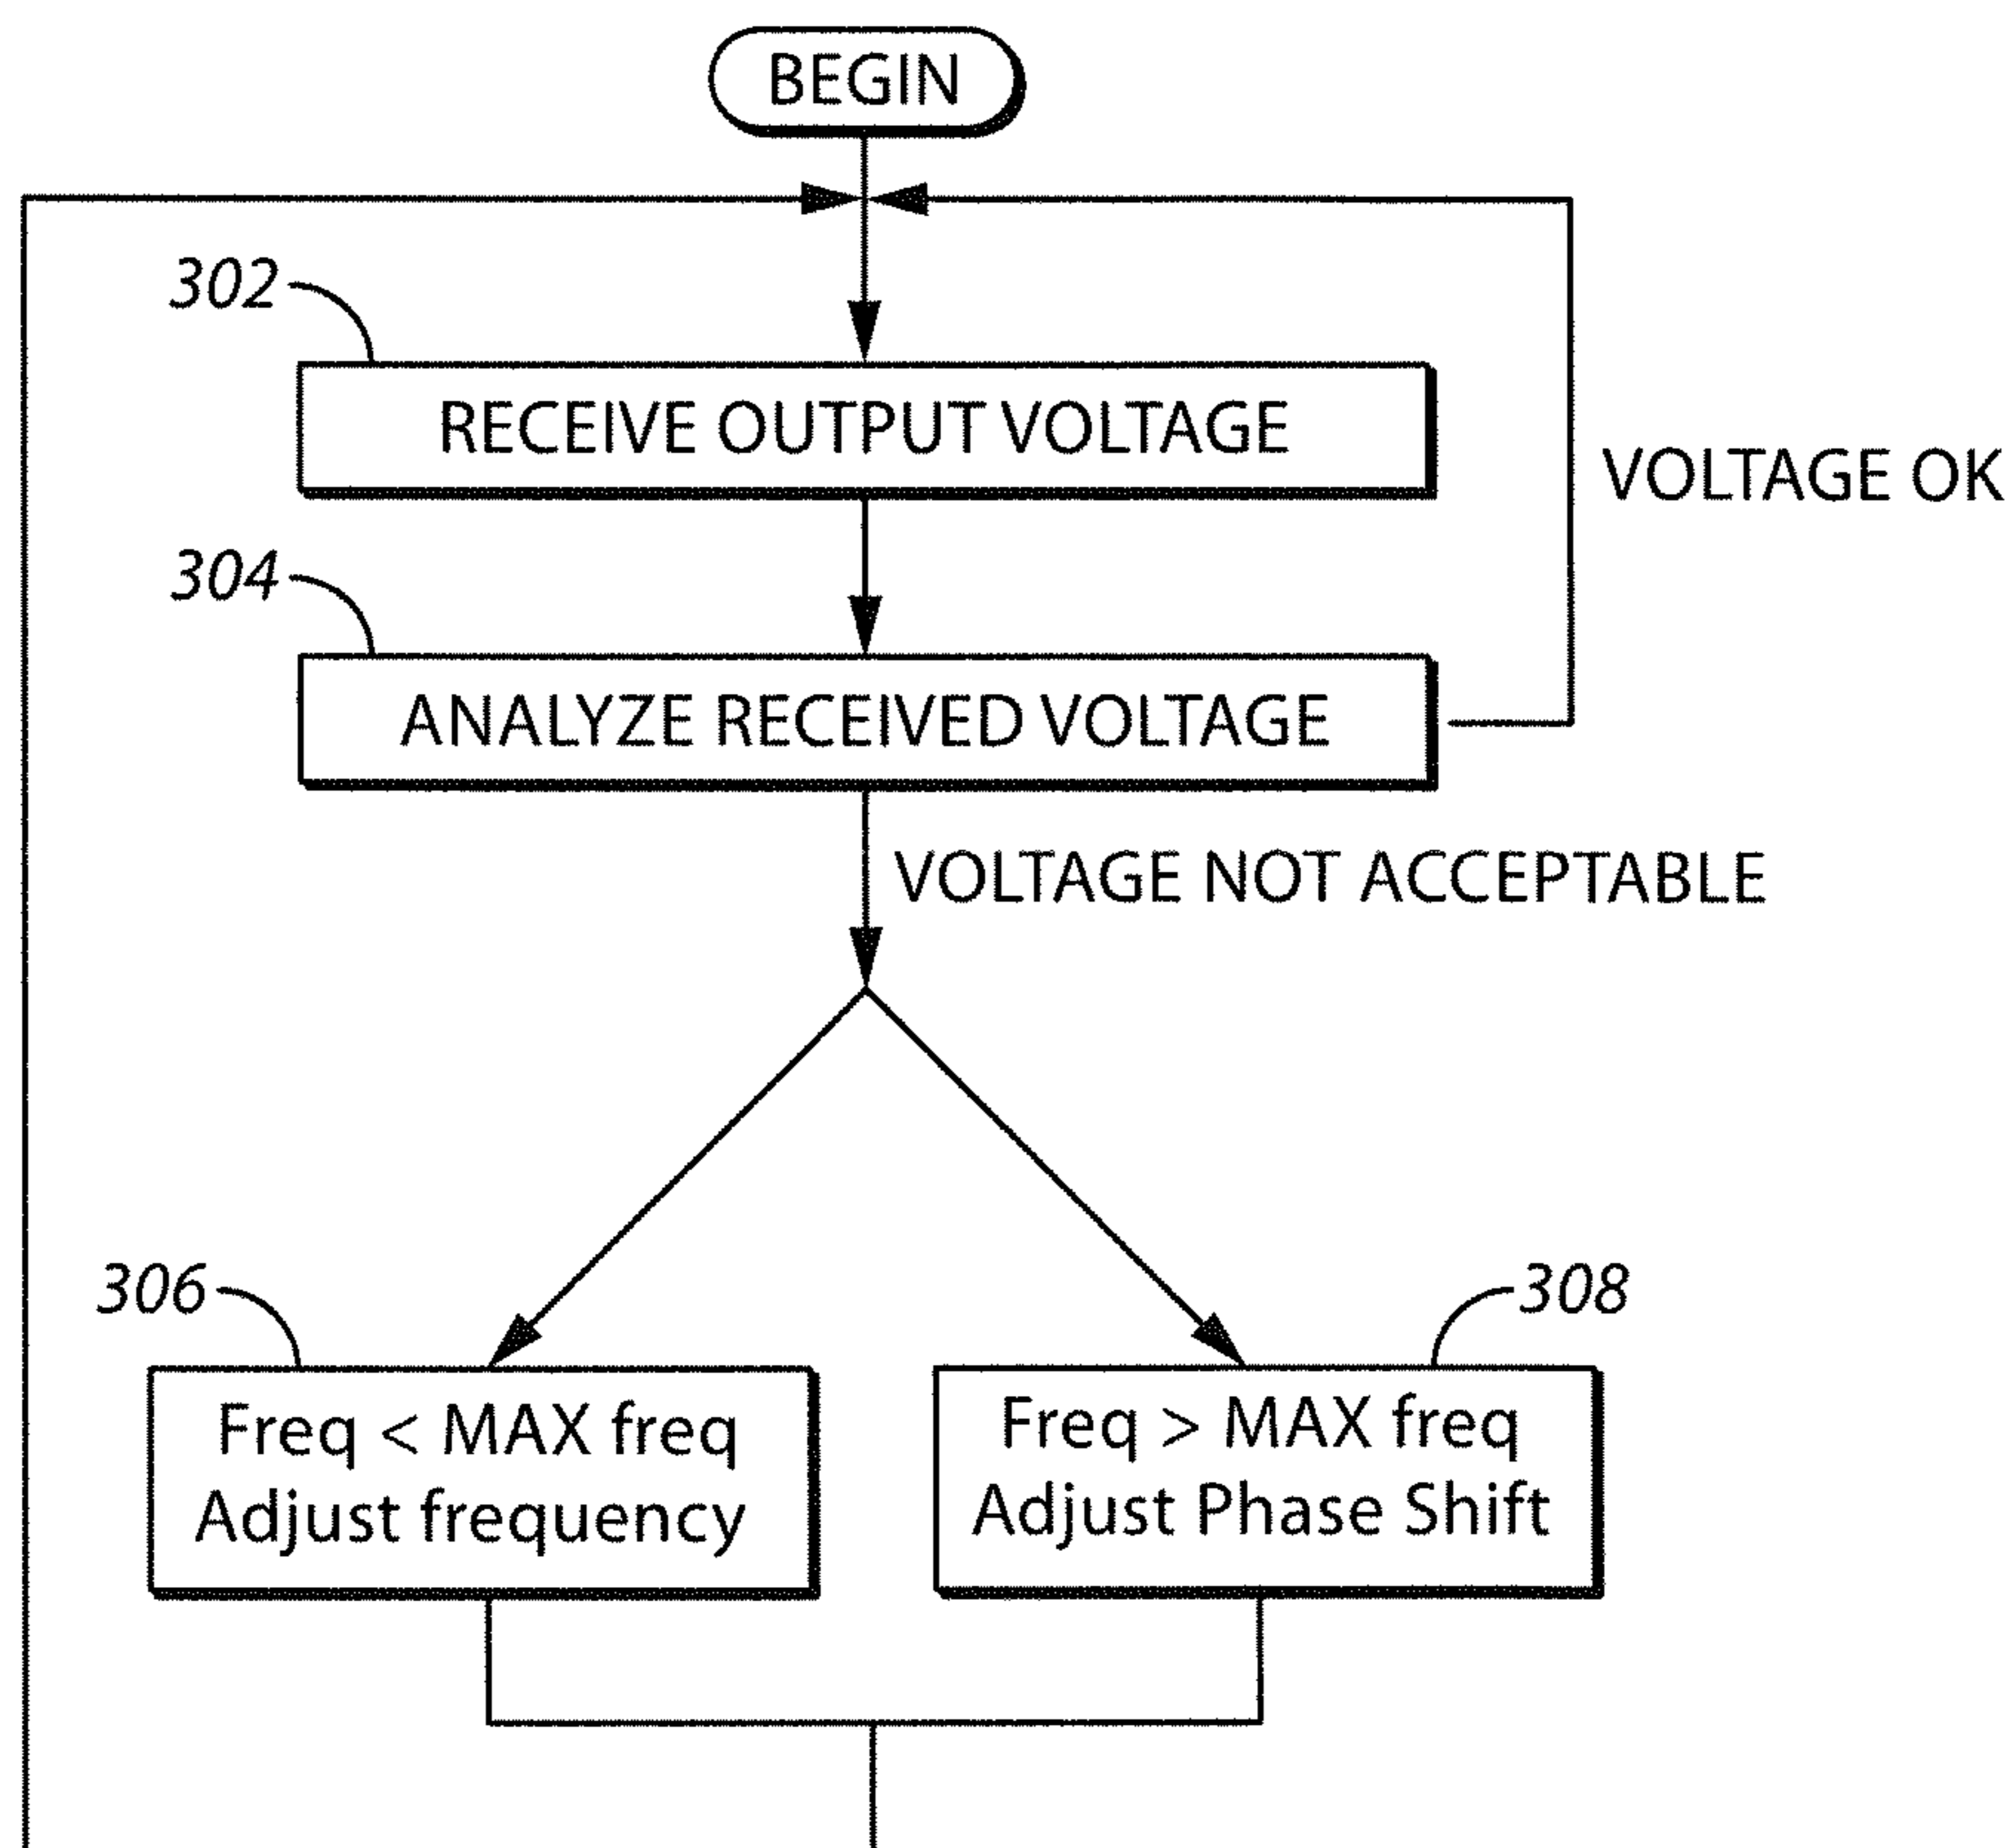 BEGIN
302
RECEIVE OUTPUT VOLTAGE
VOLTAGE OK
304
ANALYZE RECEIVED VOLTAGE
VOLTAGE NOT ACCEPTABLE
306
308
Freq < MAX freq
Adjust frequency
Freq > MAX freq
Adjust Phase Shift